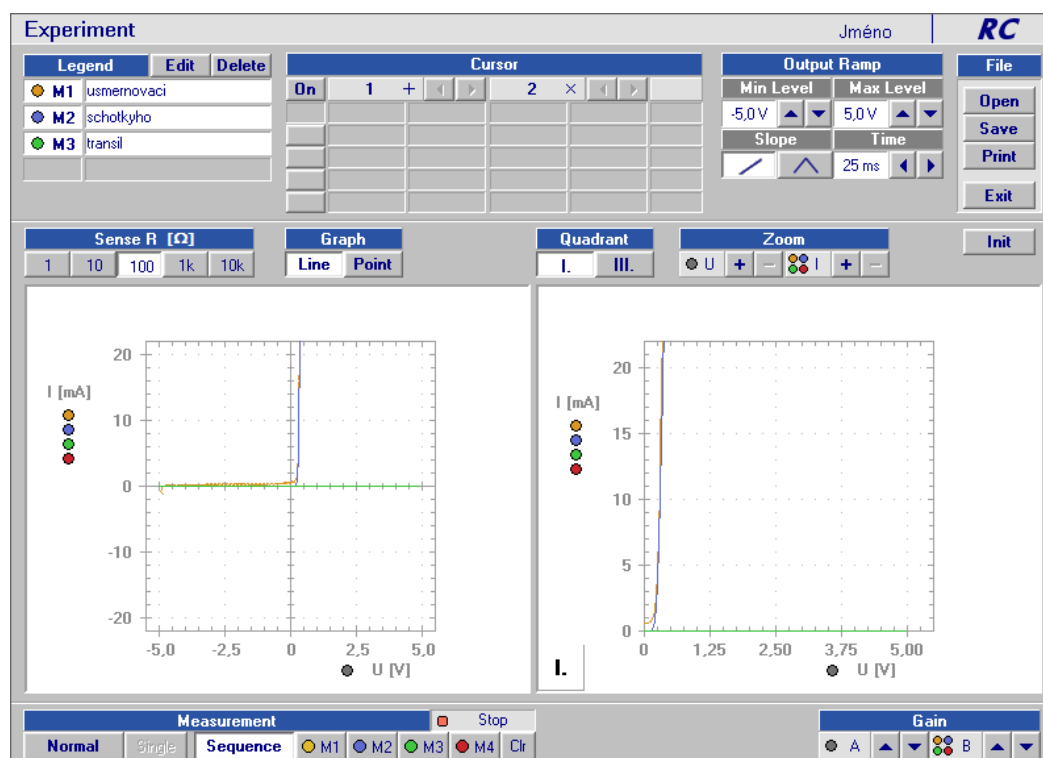 Experiment Jméno RC
Legend Edit Delete Cursor Output Ramp File
M1 usmernovaci On 1 + 2 × Min Level Max Level Open
M2 schotkyho -5,0 V 5,0 V Save
M3 transil Slope Time Print
25 ms
Exit
Sense R [Ω] Graph Quadrant Zoom Init
1 10 100 1k 10k Line Point I. III. U + – I + –
20
I [mA]
10
0
-10
-20
-5,0 -2,5 0 2,5 5,0
U [V]
20
I [mA]
15
10
5
0
0 1,25 2,50 3,75 5,00
I. U [V]
Measurement Stop Gain
Normal Single Sequence M1 M2 M3 M4 Clr A B